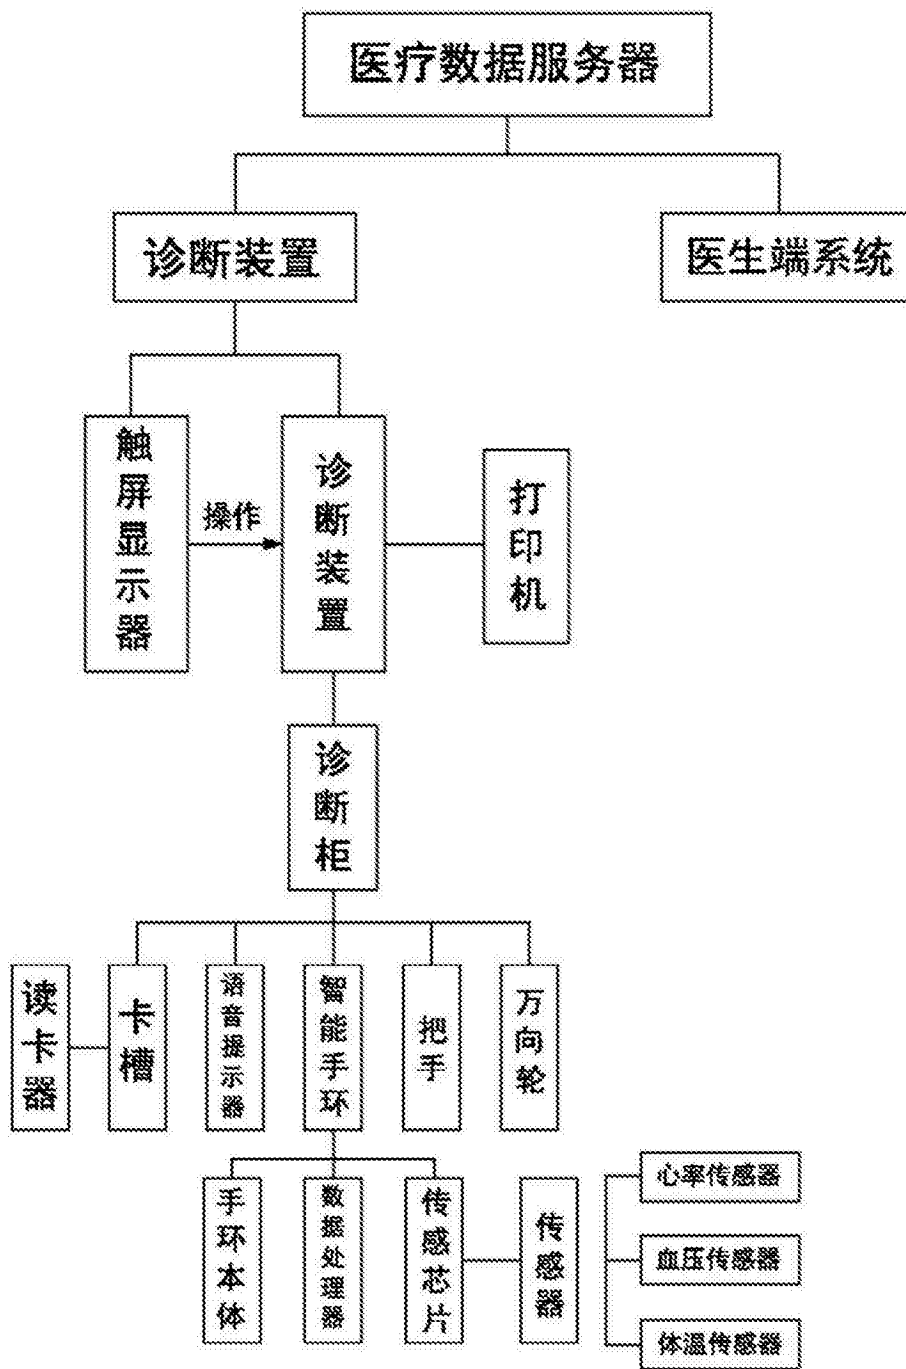 医疗数据服务器
诊断装置
医生端系统
触屏显示器
操作
诊断装置
打印机
诊断柜
读卡器
卡槽
语音提示器
智能手环
把手
万向轮
手环本体
数据处理器
传感芯片
传感器
心率传感器
血压传感器
体温传感器